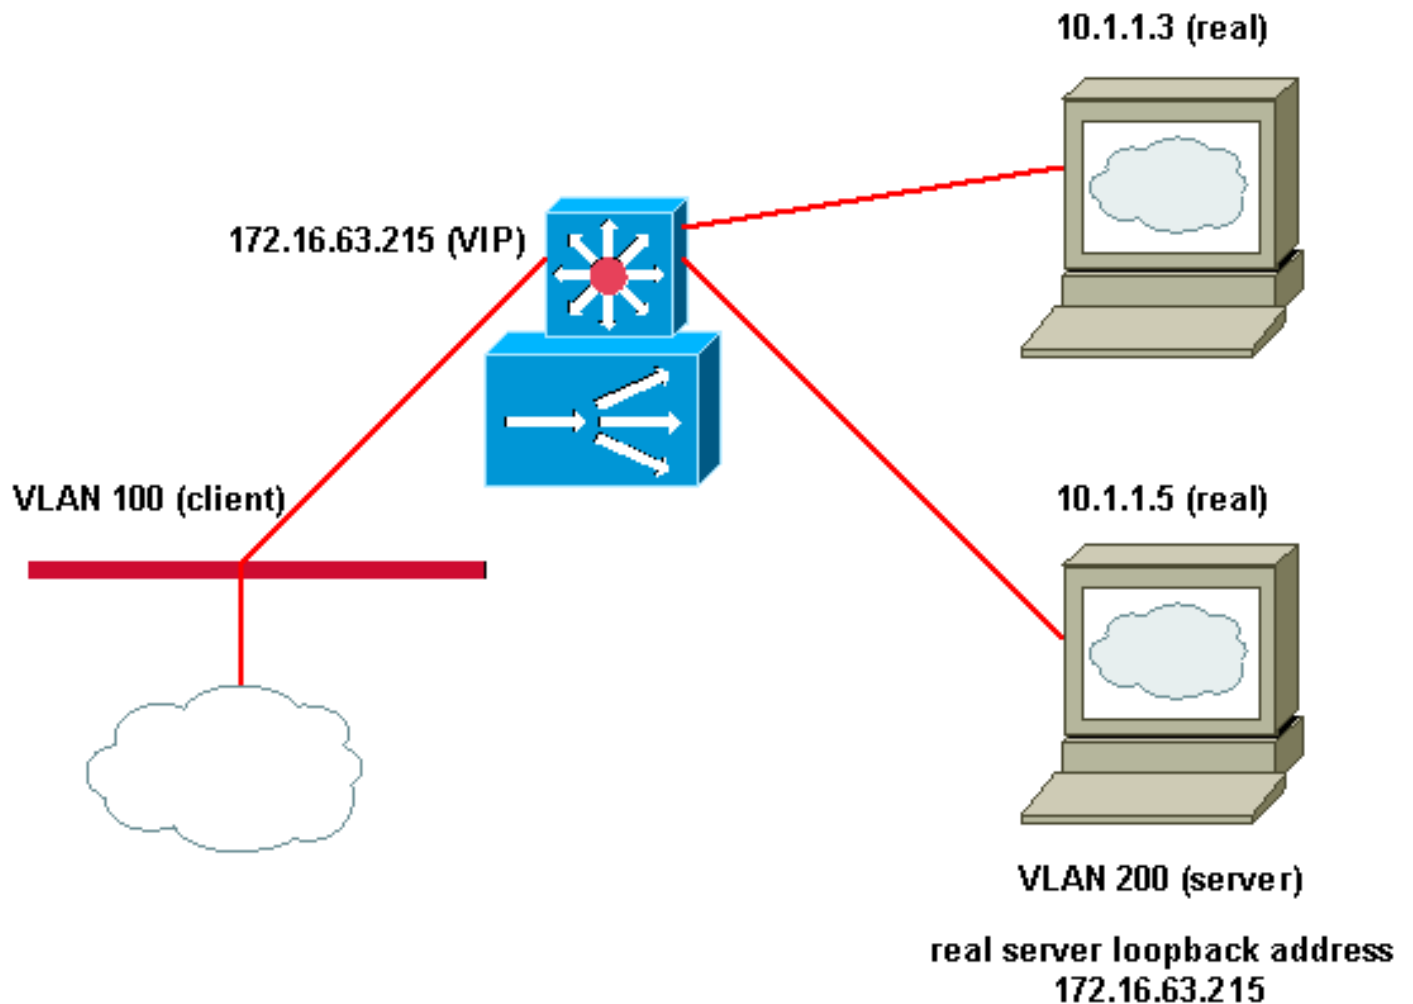 10.1.1.3 (real)
172.16.63.215 (VIP)
VLAN 100 (client)
10.1.1.5 (real)
VLAN 200 (server)
real server loopback address
172.16.63.215